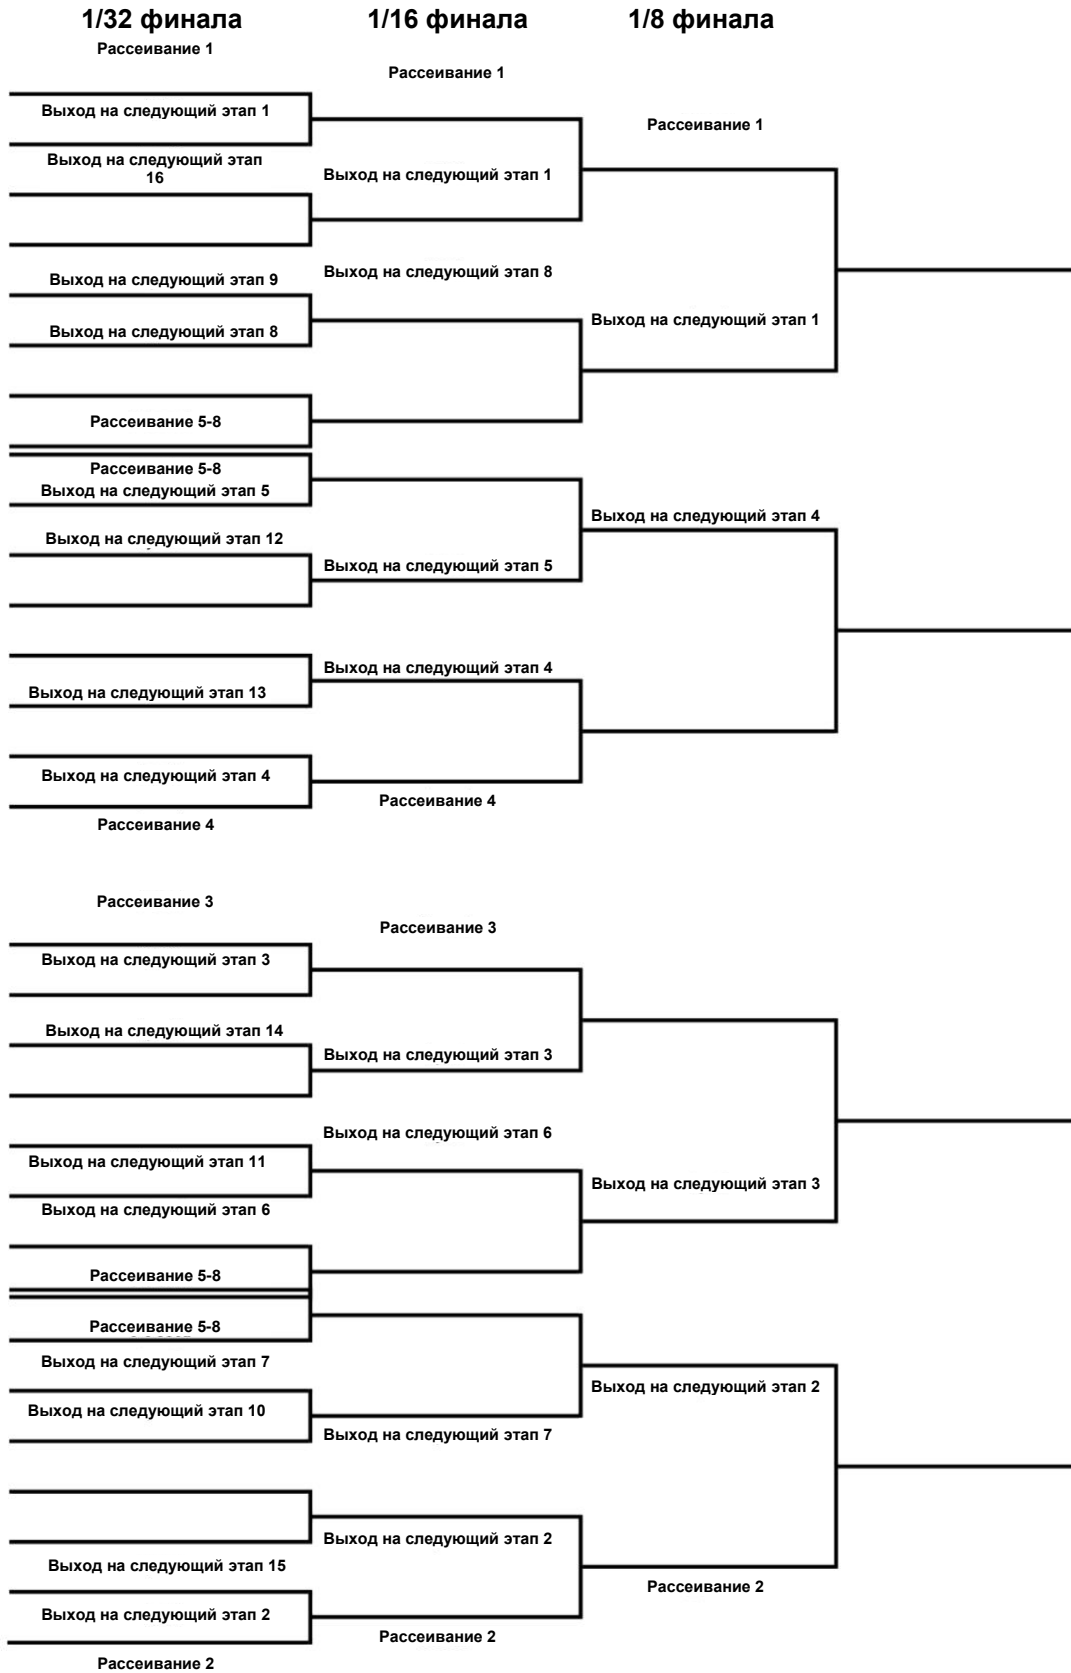 1/32 финала
1/16 финала
1/8 финала
Рассеивание 1
Выход на следующий этап 1
Выход на следующий этап
16
Выход на следующий этап 9
Выход на следующий этап 8
Рассеивание 5-8
Рассеивание 5-8
Выход на следующий этап 5
Выход на следующий этап 12
Выход на следующий этап 13
Выход на следующий этап 4
Рассеивание 4
Рассеивание 3
Выход на следующий этап 3
Выход на следующий этап 14
Выход на следующий этап 11
Выход на следующий этап 6
Рассеивание 5-8
Рассеивание 5-8
Выход на следующий этап 7
Выход на следующий этап 10
Выход на следующий этап 15
Выход на следующий этап 2
Рассеивание 2
Рассеивание 1
Выход на следующий этап 1
Выход на следующий этап 8
Выход на следующий этап 5
Выход на следующий этап 4
Рассеивание 4
Рассеивание 3
Выход на следующий этап 3
Выход на следующий этап 6
Выход на следующий этап 7
Выход на следующий этап 2
Рассеивание 2
Рассеивание 1
Выход на следующий этап 1
Выход на следующий этап 4
Выход на следующий этап 3
Выход на следующий этап 2
Рассеивание 2